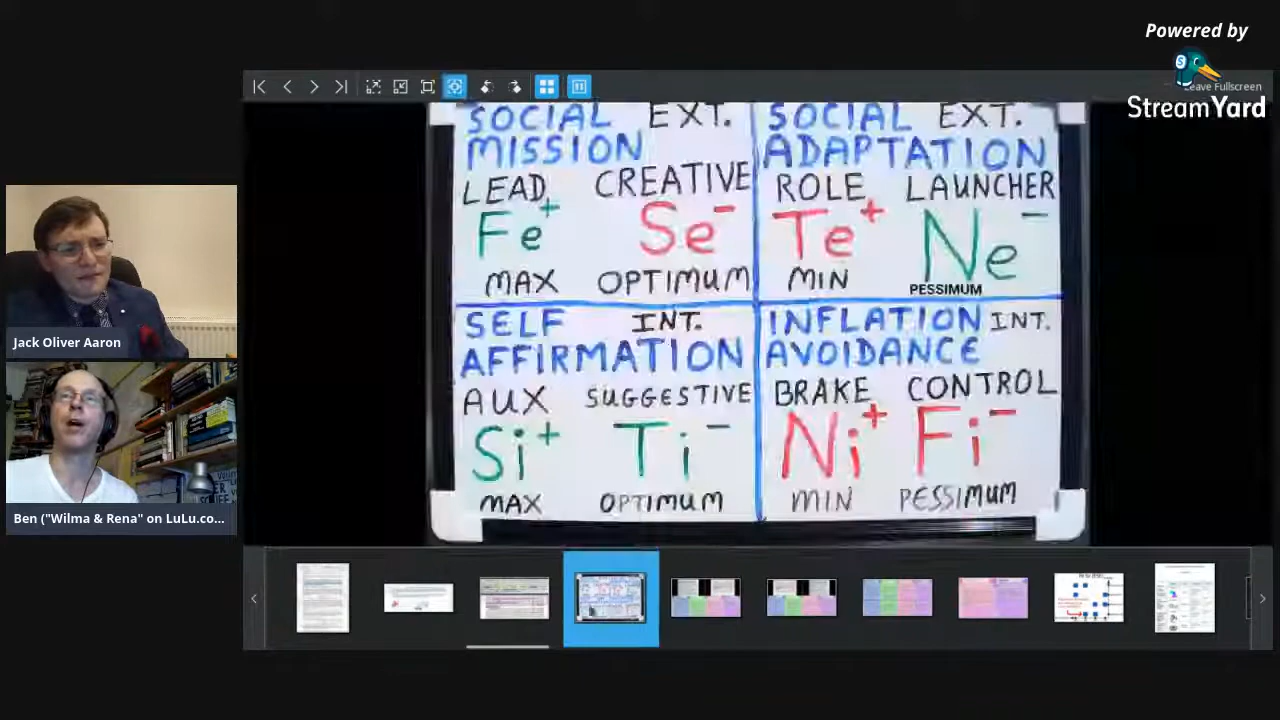 Powered by
Leave Fullscreen
StreamYard
SOCIAL EXT.
MISSION
LEAD CREATIVE
Fe+ Se-
MAX OPTIMUM
SOCIAL EXT.
ADAPTATION
ROLE LAUNCHER
Te+ Ne-
MIN PESSIMUM
SELF INT.
AFFIRMATION
AUX SUGGESTIVE
Si+ Ti-
MAX OPTIMUM
INFLATION INT.
AVOIDANCE
BRAKE CONTROL
Ni+ Fi-
MIN PESSIMUM
Jack Oliver Aaron
Ben ("Wilma & Rena" on LuLu.co...